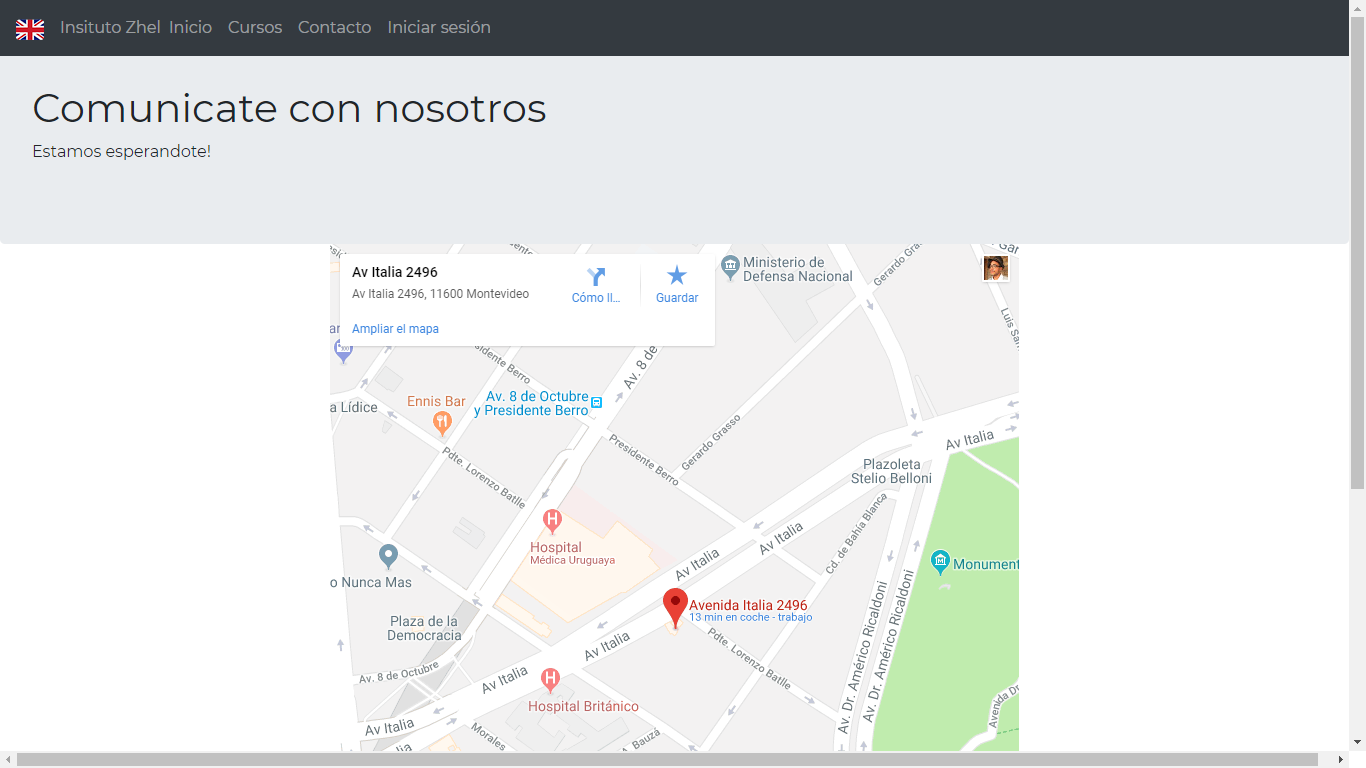 Insituto Zhel Inicio Cursos Contacto Iniciar sesión
Comunicate con nosotros
Estamos esperandote!
Av Italia 2496
Av Italia 2496, 11600 Montevideo
Ampliar el mapa
Cómo ll...
Guardar
Ministerio de
Defensa Nacional
Gerardo Grasso
Presidente Berro
Av. 8 de
a Lídice
Ennis Bar
Av. 8 de Octubre
y Presidente Berro
Presidente Berro
Gerardo Grasso
Av Italia
Plazoleta
Stelio Belloni
Pdte. Lorenzo Batlle
Cd. de Bahía Blanca
Hospital
Médica Uruguaya
Av Italia
Av Italia
Monument
o Nunca Mas
Avenida Italia 2496
13 min en coche - trabajo
Plaza de la
Democracia
Pdte. Lorenzo Batlle
Av Italia
Av. Dr. Américo Ricaldoni
Av. Dr. Américo Ricaldoni
Av. 8 de Octubre
Av Italia
Hospital Británico
Avenida Dr
Av Italia
Morales
A. Bauzá
Av Italia